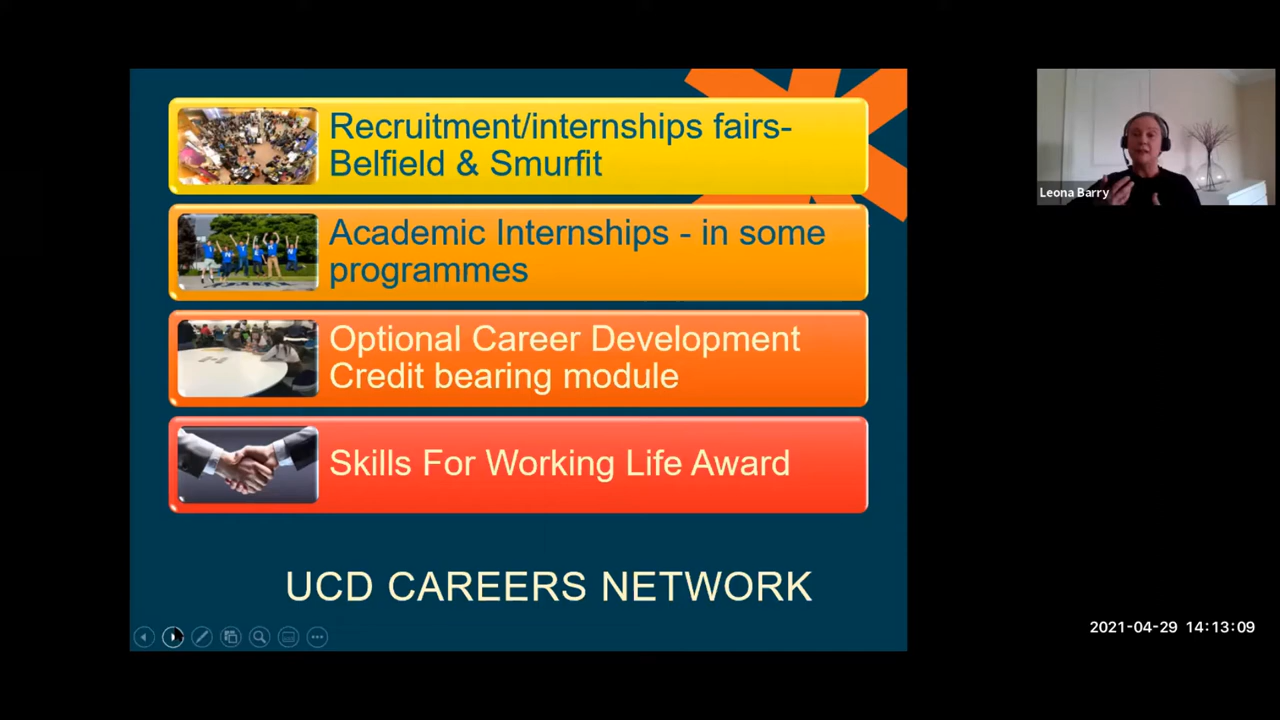 Recruitment/internships fairs-
Belfield & Smurfit
Academic Internships - in some
programmes
Optional Career Development
Credit bearing module
Skills For Working Life Award
UCD CAREERS NETWORK
Leona Barry
2021-04-29 14:13:09